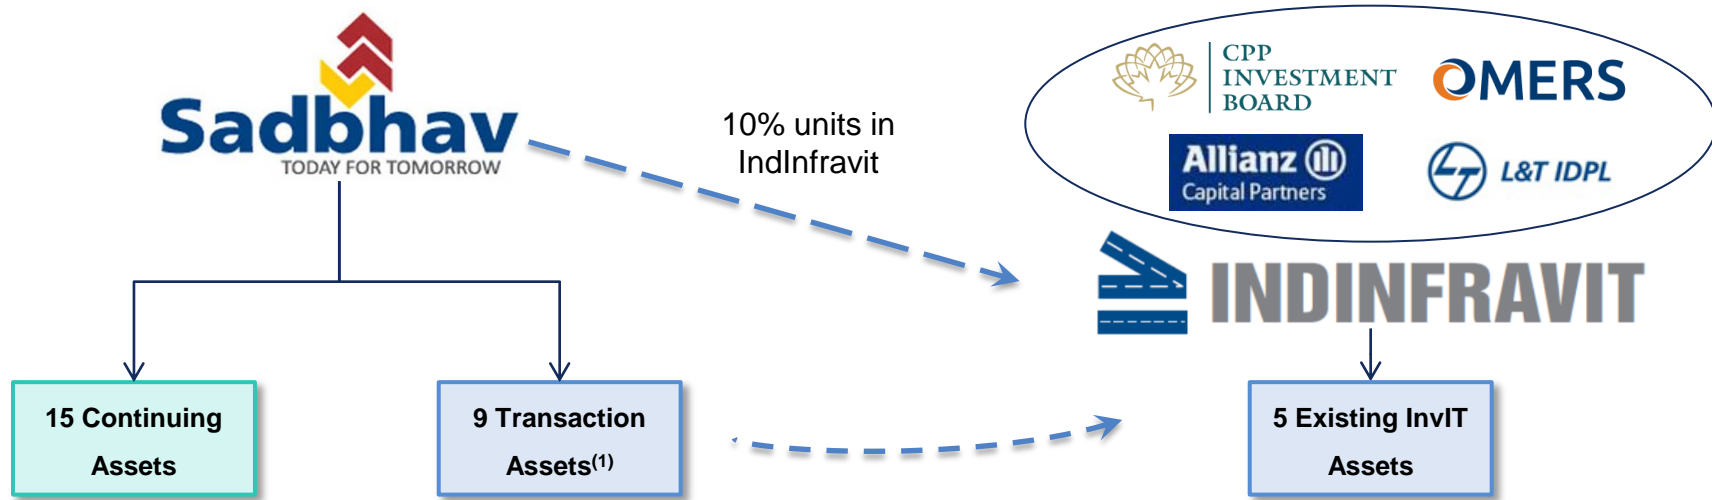 Sadbhav
TODAY FOR TOMORROW
10% units in
IndInfravit
CPP
INVESTMENT
BOARD
OMERS
Allianz
Capital Partners
LT
L&T IDPL
INDINFRAVIT
15 Continuing
Assets
9 Transaction
Assets(1)
5 Existing InvIT
Assets